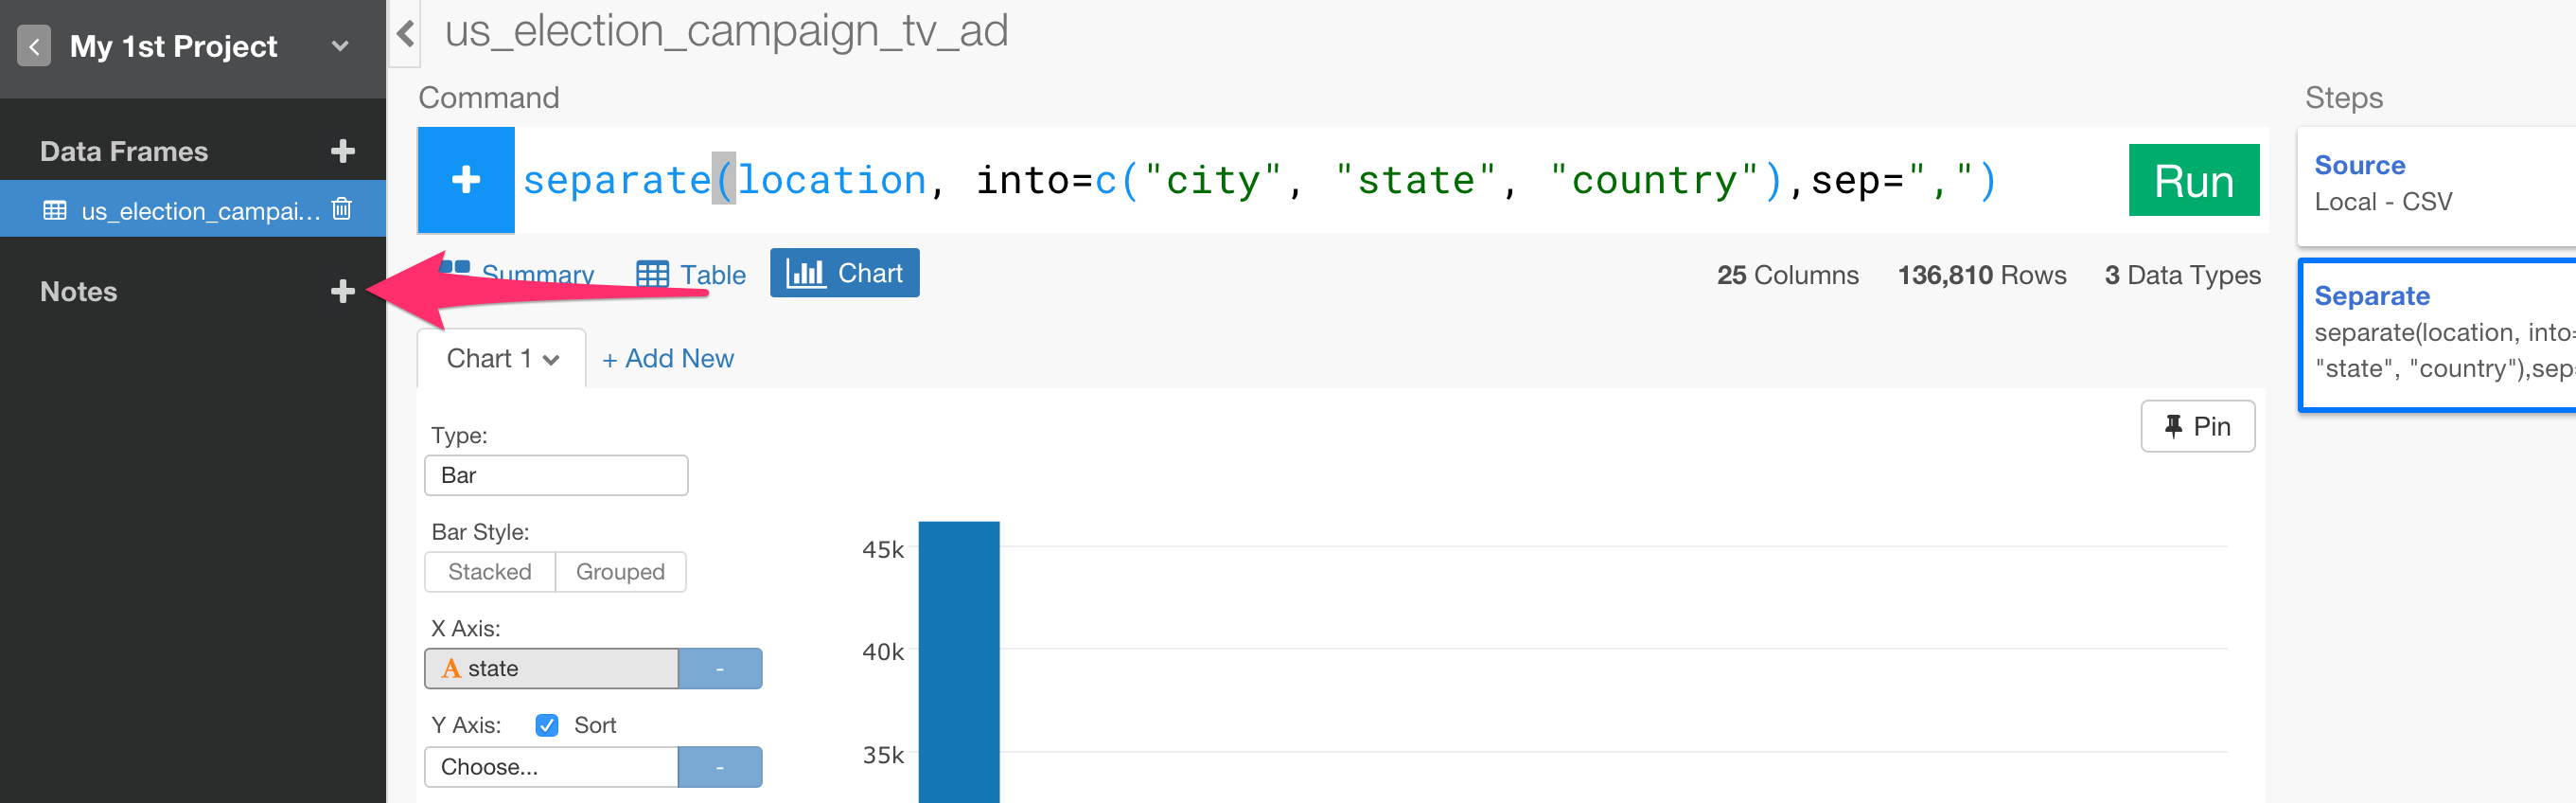 My 1st Project
us_election_campaign_tv_ad
Command
Steps
Data Frames
separate(location, into=c("city", "state", "country"),sep=",")
Run
Source
Local - CSV
us_election_campai...
Summary
Table
Chart
25 Columns
136,810 Rows
3 Data Types
Notes
Separate
separate(location, into=
"state", "country"),sep=
Chart 1
+ Add New
Pin
Type:
Bar
Bar Style:
Stacked
Grouped
X Axis:
A state
-
Y Axis:
Sort
Choose...
-
45k
40k
35k